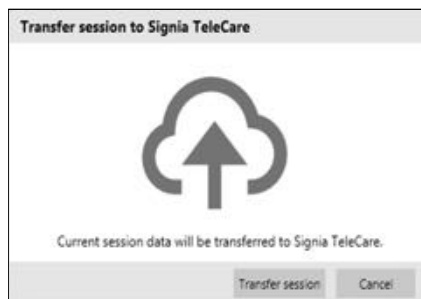 Transfer session to Signia TeleCare
Current session data will be transferred to Signia TeleCare.
Transfer session
Cancel